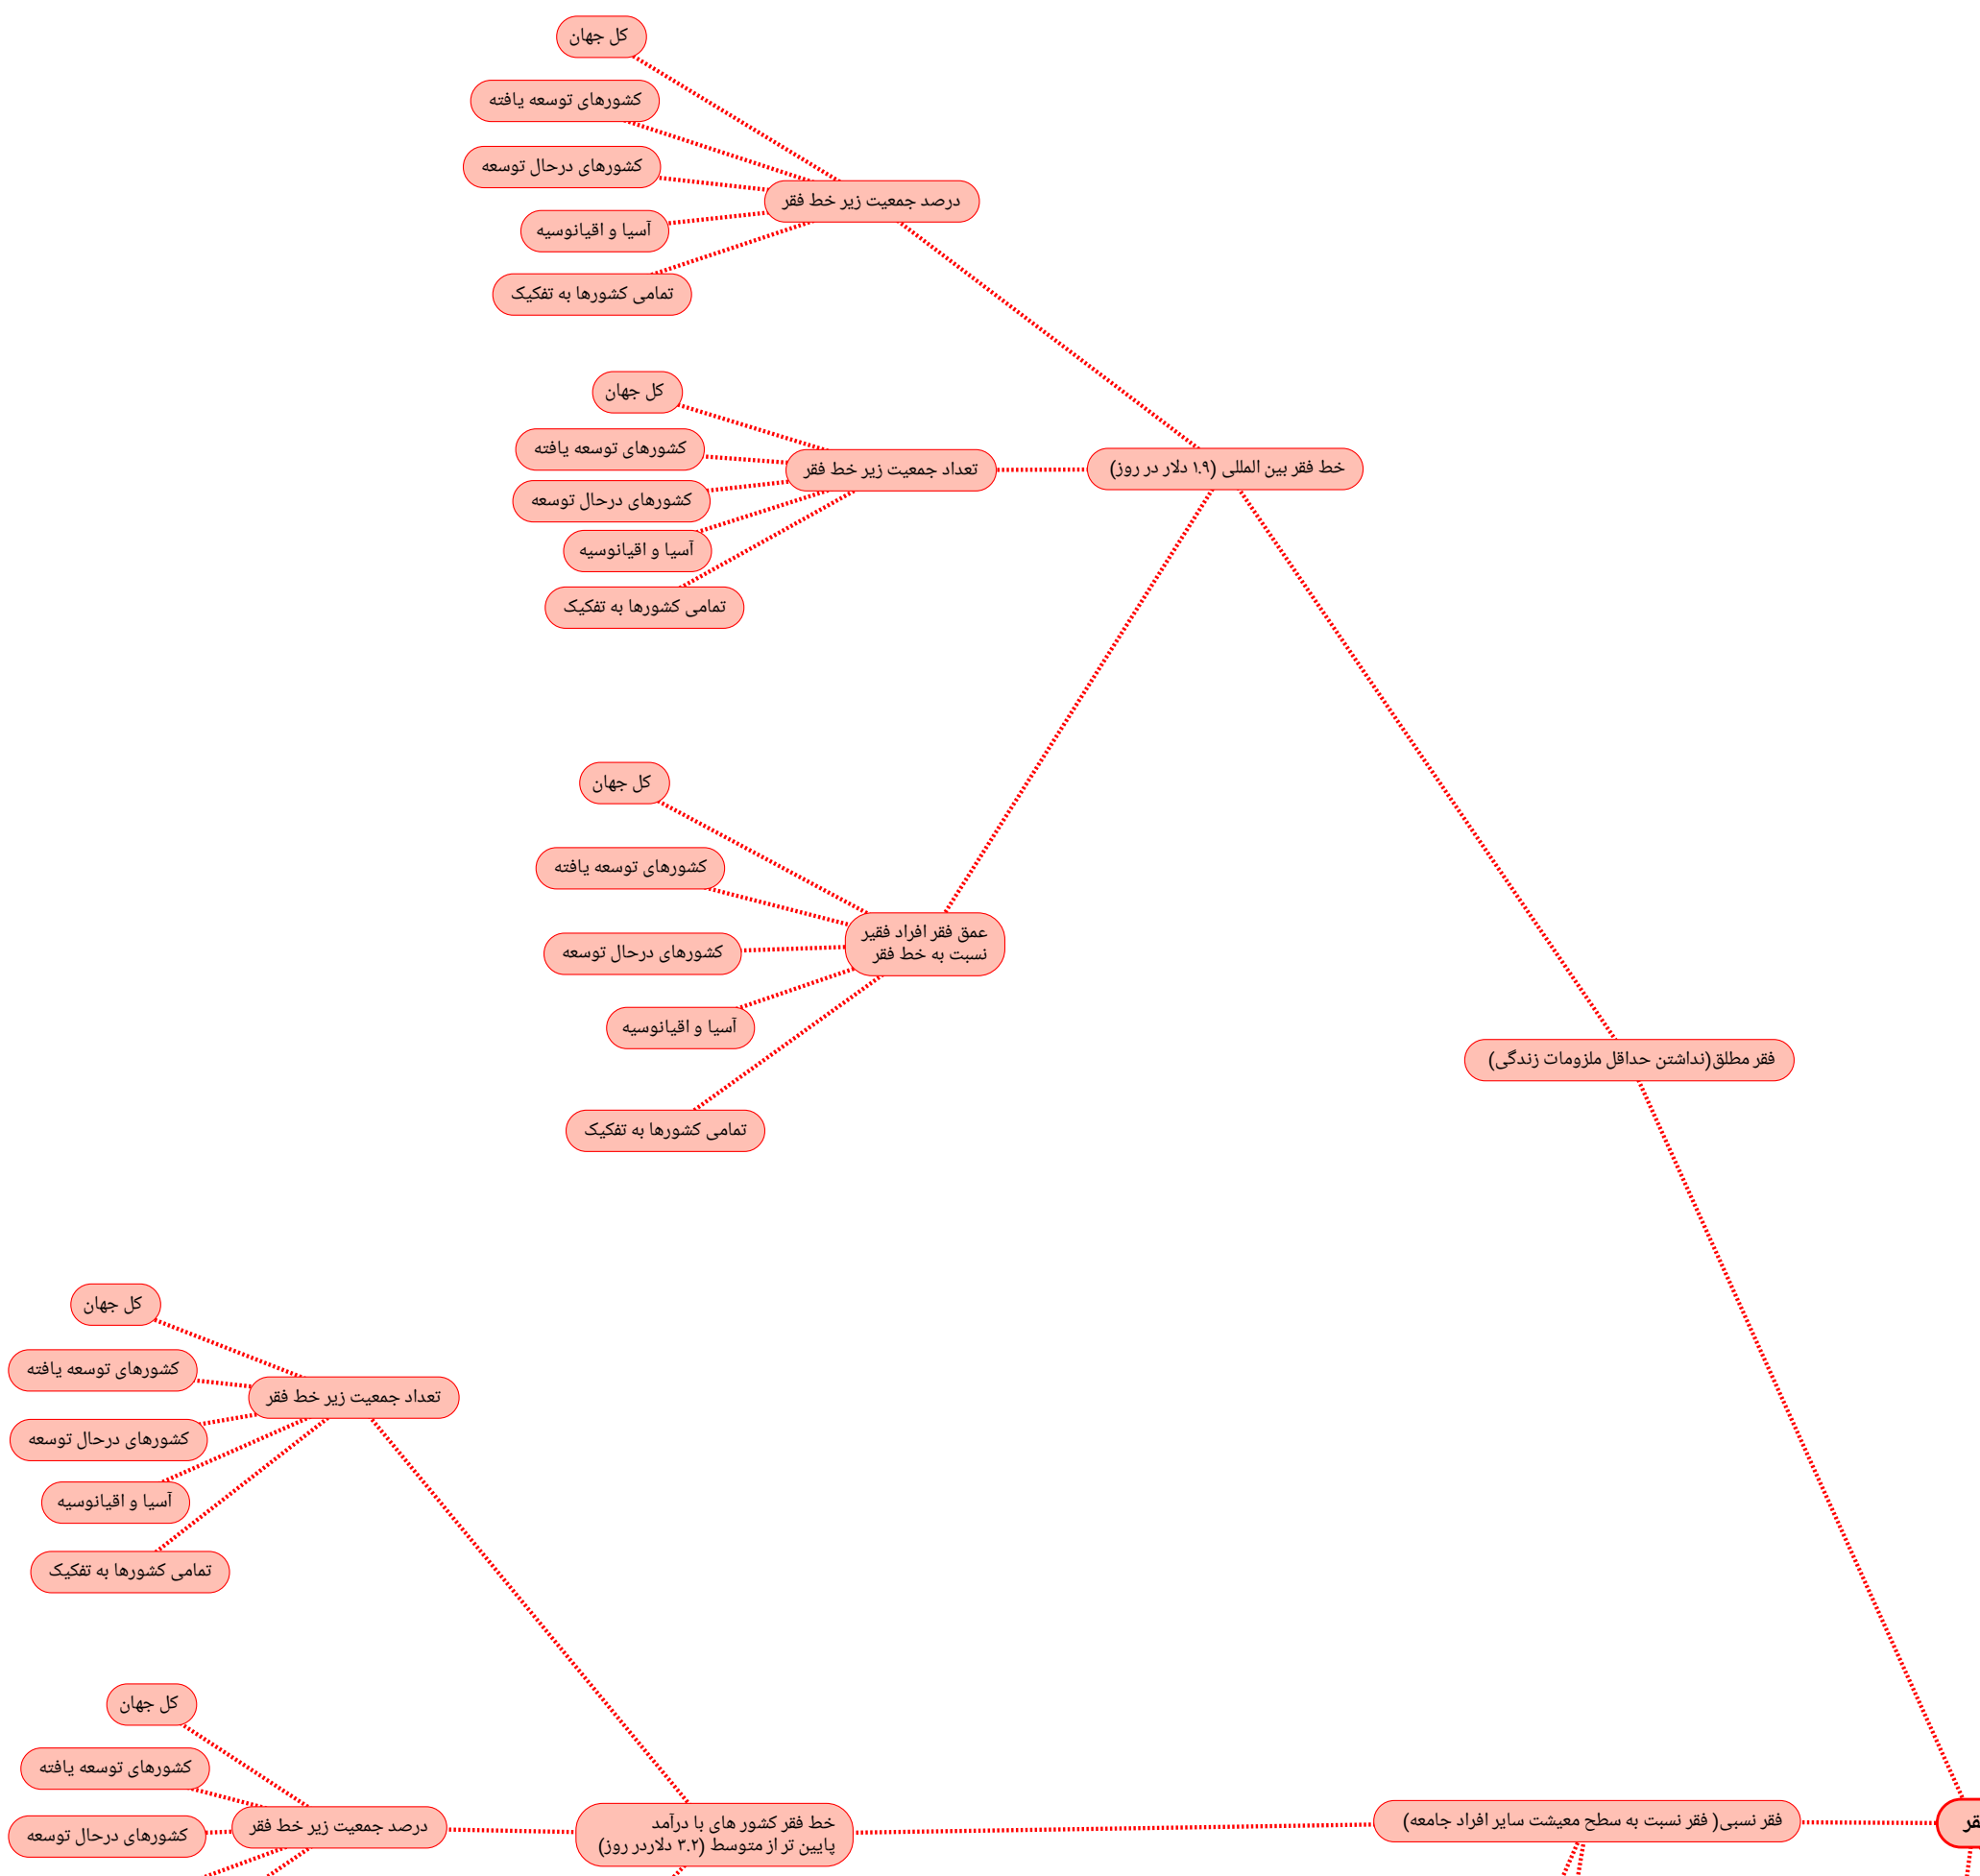 کل جهان
کشورهای توسعه یافته
کشورهای درحال توسعه
درصد جمعیت زیر خط فقر
آسیا و اقیانوسیه
تمامی کشورها به تفکیک
کل جهان
کشورهای توسعه یافته
خط فقر بین المللی (۱.۹ دلار در روز)
تعداد جمعیت زیر خط فقر
کشورهای درحال توسعه
آسیا و اقیانوسیه
تمامی کشورها به تفکیک
کل جهان
کشورهای توسعه یافته
عمق فقر افراد فقیر
نسبت به خط فقر
کشورهای درحال توسعه
آسیا و اقیانوسیه
فقر مطلق(نداشتن حداقل ملزومات زندگی)
تمامی کشورها به تفکیک
کل جهان
کشورهای توسعه یافته
تعداد جمعیت زیر خط فقر
کشورهای درحال توسعه
آسیا و اقیانوسیه
تمامی کشورها به تفکیک
کل جهان
کشورهای توسعه یافته
فقر نسبی( فقر نسبت به سطح معیشت سایر افراد جامعه)
خط فقر کشور های با درآمد
پایین تر از متوسط (۳.۲ دلاردر روز)
درصد جمعیت زیر خط فقر
کشورهای درحال توسعه